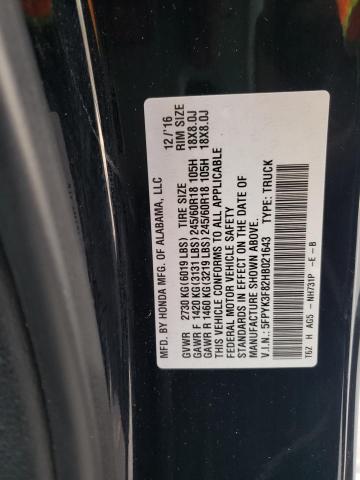 MFD. BY HONDA MFG. OF ALABAMA, LLC 12/'16
TIRE SIZE RIM SIZE
GVWR 2730 KG(6019 LBS)
GAWR F 1420 KG(3131 LBS) 245/60R18 105H 18X8.0J
GAWR R 1460 KG(3219 LBS) 245/60R18 105H 18X8.0J
THIS VEHICLE CONFORMS TO ALL APPLICABLE
FEDERAL MOTOR VEHICLE SAFETY
STANDARDS IN EFFECT ON THE DATE OF
MANUFACTURE SHOWN ABOVE.
V.I.N.: 5FPYK3F82HB021643 TYPE: TRUCK
T6Z H AG5 -NH731P -E-B